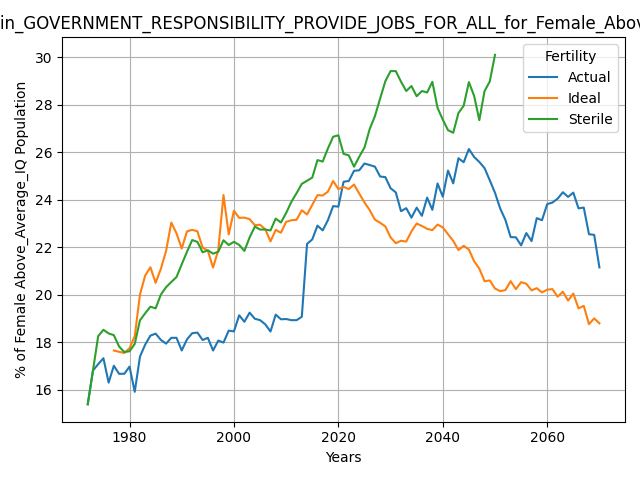 in_GOVERNMENT_RESPONSIBILITY_PROVIDE_JOBS_FOR_ALL_for_Female_Abov
Fertility
Actual
Ideal
Sterile
% of Female Above_Average_IQ Population
30
28
26
24
22
20
18
16
1980 2000 2020 2040 2060
Years